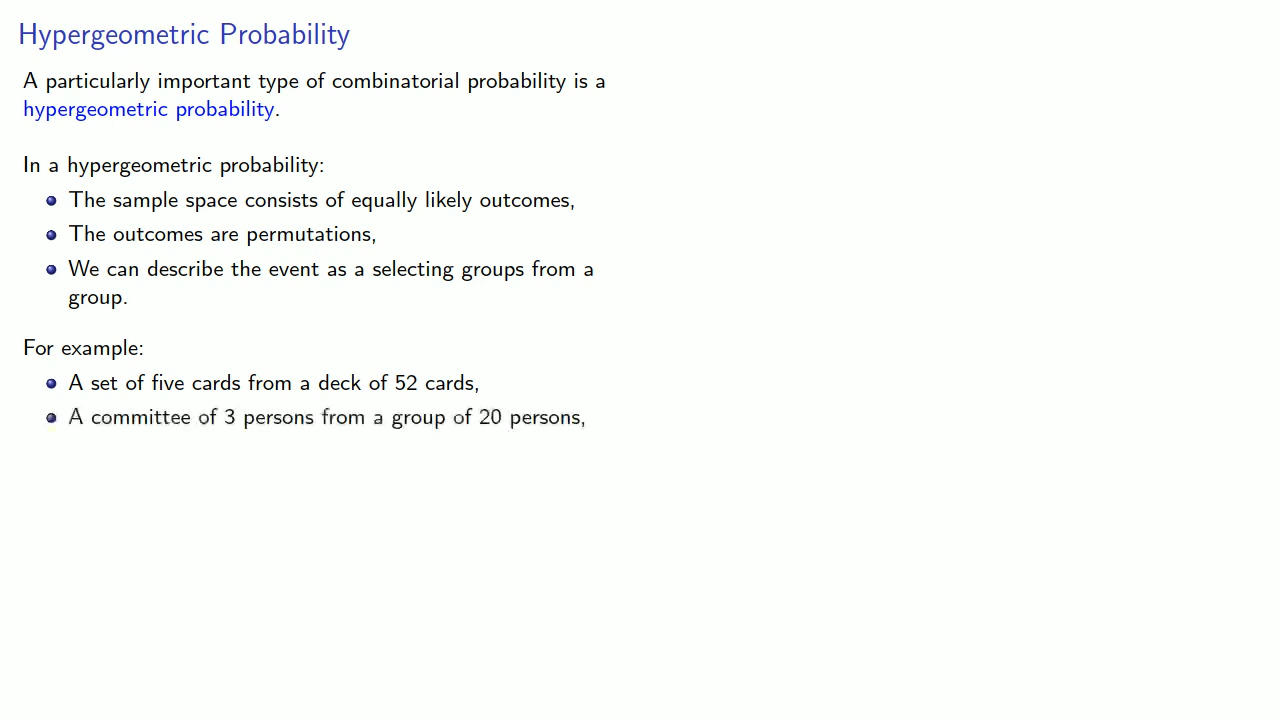 Hypergeometric Probability
A particularly important type of combinatorial probability is a
hypergeometric probability.
In a hypergeometric probability:
The sample space consists of equally likely outcomes,
The outcomes are permutations,
We can describe the event as a selecting groups from a
group.
For example:
A set of five cards from a deck of 52 cards,
A committee of 3 persons from a group of 20 persons,